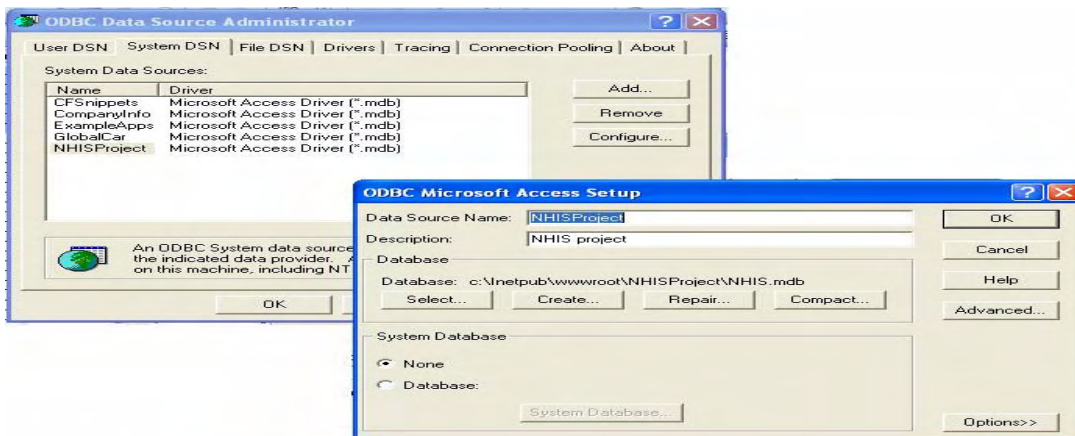 ODBC Data Source Administrator
User DSN System DSN File DSN Drivers Tracing Connection Pooling About
System Data Sources:
Name Driver
CFSnippets Microsoft Access Driver (*.mdb)
CompanyInfo Microsoft Access Driver (*.mdb)
ExampleApps Microsoft Access Driver (*.mdb)
GlobalCar Microsoft Access Driver (*.mdb)
NHISProject Microsoft Access Driver (*.mdb)
Add...
Remove
Configure...
An ODBC System data source
the indicated data provider.
on this machine, including NT
OK
ODBC Microsoft Access Setup
Data Source Name: NHISProject
Description: NHIS project
Database
Database: c:\Inetpub\wwwroot\NHISProject\NHIS.mdb
Select... Create... Repair... Compact...
System Database
None
Database:
System Database...
OK
Cancel
Help
Advanced...
Options>>